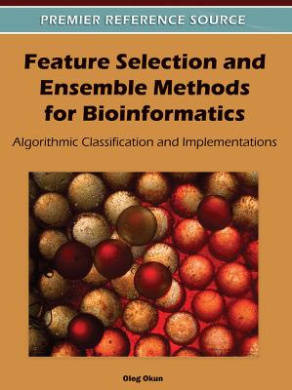 PREMIER REFERENCE SOURCE
Feature Selection and
Ensemble Methods
for Bioinformatics
Algorithmic Classification and Implementations
Oleg Okun